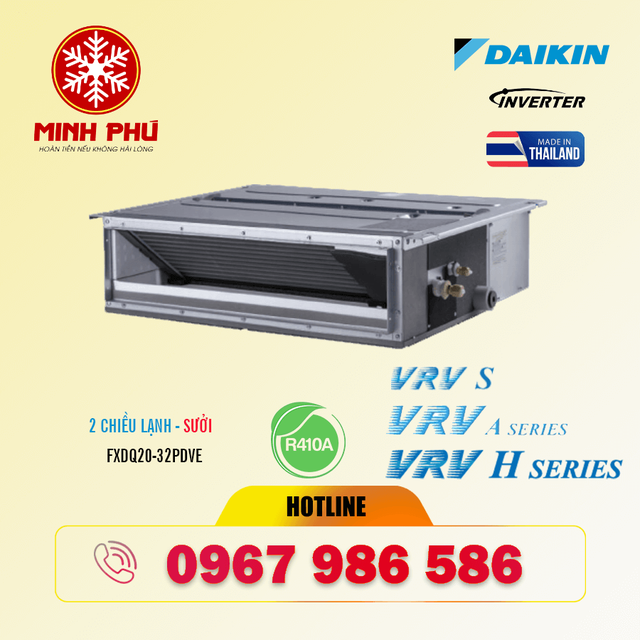 MINH PHÚ
HOÀN TIỀN NẾU KHÔNG HÀI LÒNG
DAIKIN
INVERTER
MADE IN
THAILAND
VRV S
VRV A SERIES
VRV H SERIES
2 CHIỀU LẠNH - SƯỞI
FXDQ20-32PDVE
R410A
HOTLINE
0967 986 586